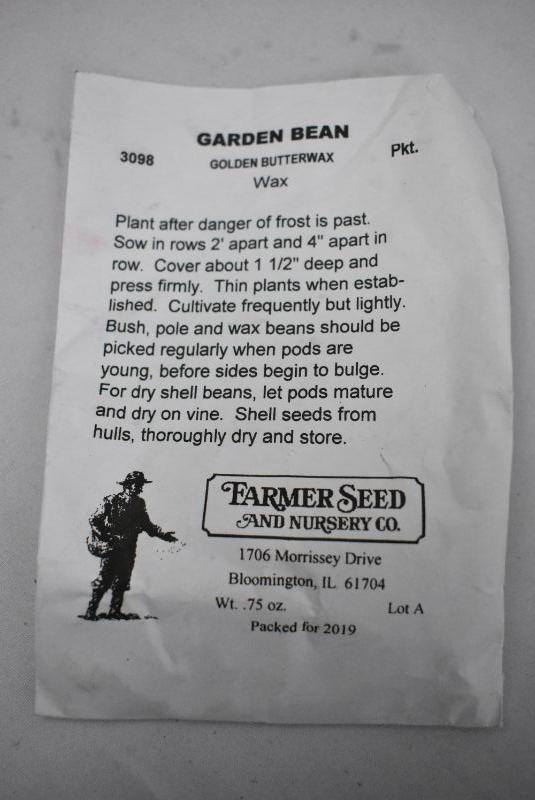 GARDEN BEAN
3098 GOLDEN BUTTERWAX Pkt.
Wax
Plant after danger of frost is past.
Sow in rows 2' apart and 4" apart in
row. Cover about 1 1/2" deep and
press firmly. Thin plants when estab-
lished. Cultivate frequently but lightly.
Bush, pole and wax beans should be
picked regularly when pods are
young, before sides begin to bulge.
For dry shell beans, let pods mature
and dry on vine. Shell seeds from
hulls, thoroughly dry and store.
FARMER SEED
AND NURSERY CO.
1706 Morrissey Drive
Bloomington, IL 61704
Wt. .75 oz. Lot A
Packed for 2019